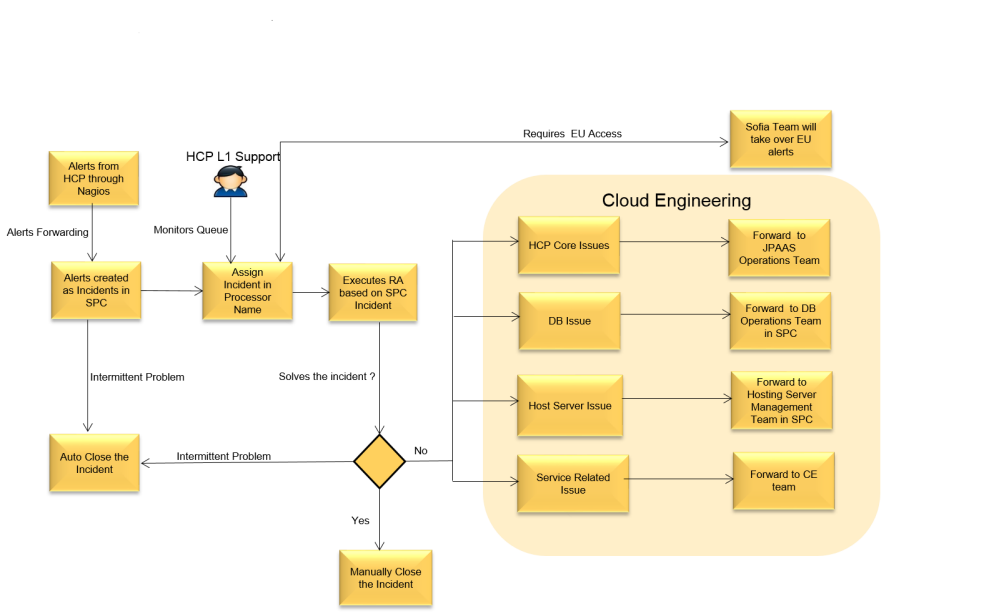 Requires EU Access
Sofia Team will
take over EU
alerts
HCP L1 Support
Alerts from
HCP through
Nagios
Cloud Engineering
Alerts Forwarding
Monitors Queue
HCP Core Issues
Forward to
JPAAS
Operations Team
Alerts created
as Incidents in
SPC
Assign
Incident in
Processor
Name
Executes RA
based on SPC
Incident
DB Issue
Forward to DB
Operations Team
in SPC
Intermittent Problem
Solves the incident ?
Host Server Issue
Forward to
Hosting Server
Management
Team in SPC
Auto Close the
Incident
Intermittent Problem
No
Service Related
Issue
Forward to CE
team
Yes
Manually Close
the Incident